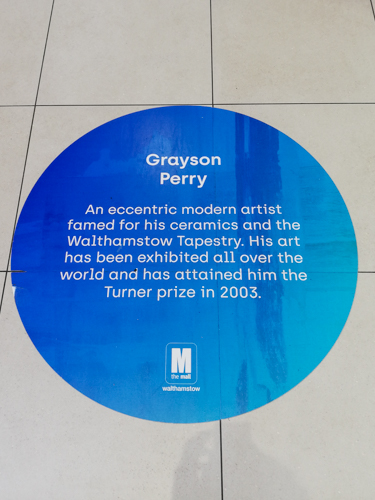 Grayson
Perry
An eccentric modern artist
famed for his ceramics and the
Walthamstow Tapestry. His art
has been exhibited all over the
world and has attained him the
Turner prize in 2003.
M
the mall
walthamstow